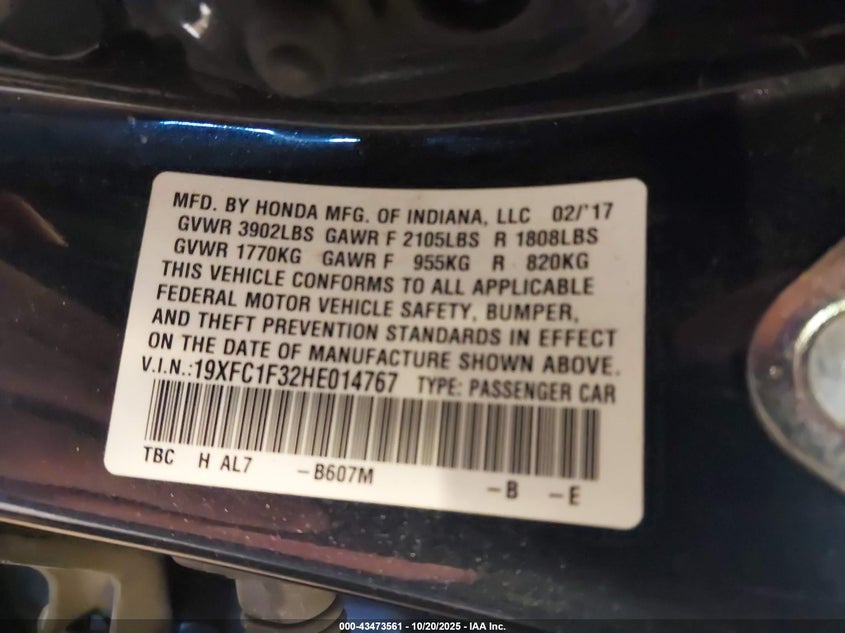 MFD. BY HONDA MFG. OF INDIANA, LLC 02/'17
GVWR 3902LBS GAWR F 2105LBS R 1808LBS
GVWR 1770KG GAWR F 955KG R 820KG
THIS VEHICLE CONFORMS TO ALL APPLICABLE
FEDERAL MOTOR VEHICLE SAFETY, BUMPER,
AND THEFT PREVENTION STANDARDS IN EFFECT
ON THE DATE OF MANUFACTURE SHOWN ABOVE.
V.I.N.:19XFC1F32HE014767 TYPE: PASSENGER CAR
TBC H AL7 -B607M -B -E
000-43473561 - 10/20/2025 - IAA Inc.